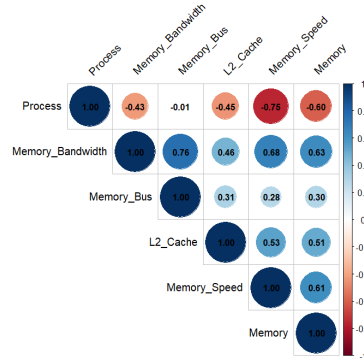 Process
Memory_Bandwidth
Memory_Bus
L2_Cache
Memory_Speed
Memory
Process 1.00 -0.43 -0.01 -0.45 -0.75 -0.60
Memory_Bandwidth 1.00 0.76 0.46 0.68 0.63
Memory_Bus 1.00 0.31 0.28 0.30
L2_Cache 1.00 0.53 0.51
Memory_Speed 1.00 0.61
Memory 1.00